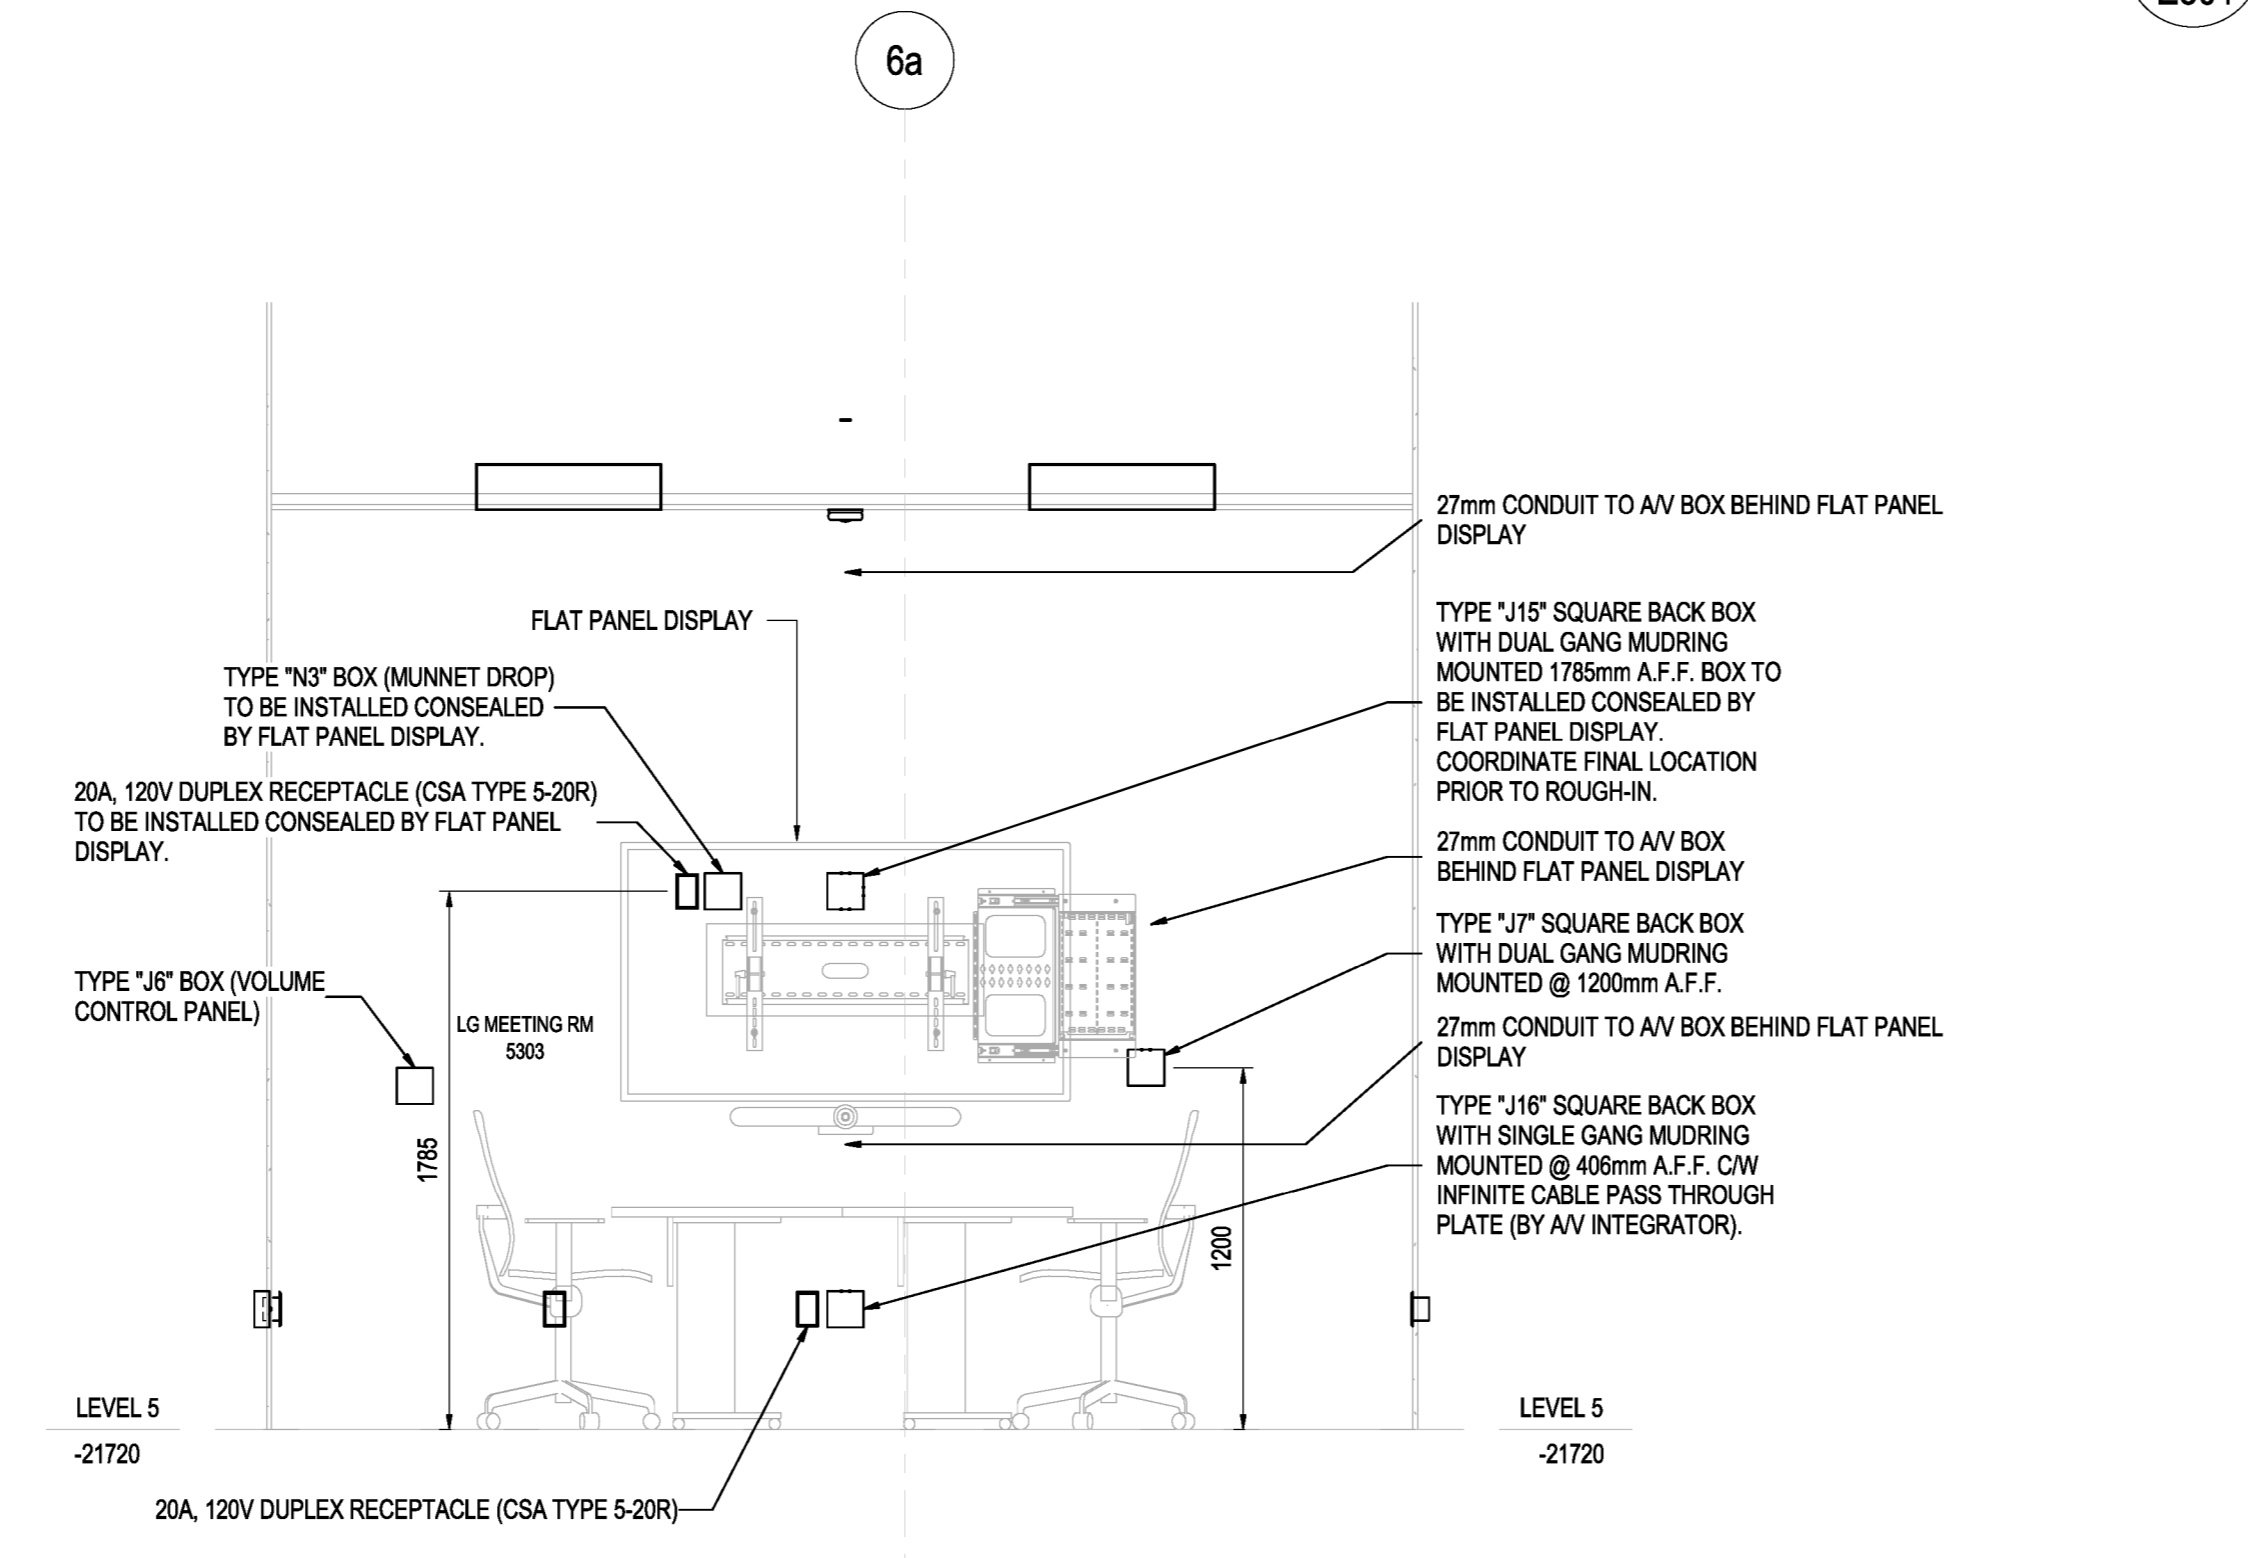 6a
27mm CONDUIT TO A/V BOX BEHIND FLAT PANEL
DISPLAY
FLAT PANEL DISPLAY
TYPE "J15" SQUARE BACK BOX
WITH DUAL GANG MUDRING
MOUNTED 1785mm A.F.F. BOX TO
BE INSTALLED CONSEALED BY
FLAT PANEL DISPLAY.
COORDINATE FINAL LOCATION
PRIOR TO ROUGH-IN.
TYPE "N3" BOX (MUNNET DROP)
TO BE INSTALLED CONSEALED
BY FLAT PANEL DISPLAY.
20A, 120V DUPLEX RECEPTACLE (CSA TYPE 5-20R)
TO BE INSTALLED CONSEALED BY FLAT PANEL
DISPLAY.
27mm CONDUIT TO A/V BOX
BEHIND FLAT PANEL DISPLAY
TYPE "J7" SQUARE BACK BOX
WITH DUAL GANG MUDRING
MOUNTED @ 1200mm A.F.F.
TYPE "J6" BOX (VOLUME
CONTROL PANEL)
LG MEETING RM
5303
27mm CONDUIT TO A/V BOX BEHIND FLAT PANEL
DISPLAY
TYPE "J16" SQUARE BACK BOX
WITH SINGLE GANG MUDRING
MOUNTED @ 406mm A.F.F. C/W
INFINITE CABLE PASS THROUGH
PLATE (BY A/V INTEGRATOR).
1785
1200
LEVEL 5
-21720
LEVEL 5
-21720
20A, 120V DUPLEX RECEPTACLE (CSA TYPE 5-20R)